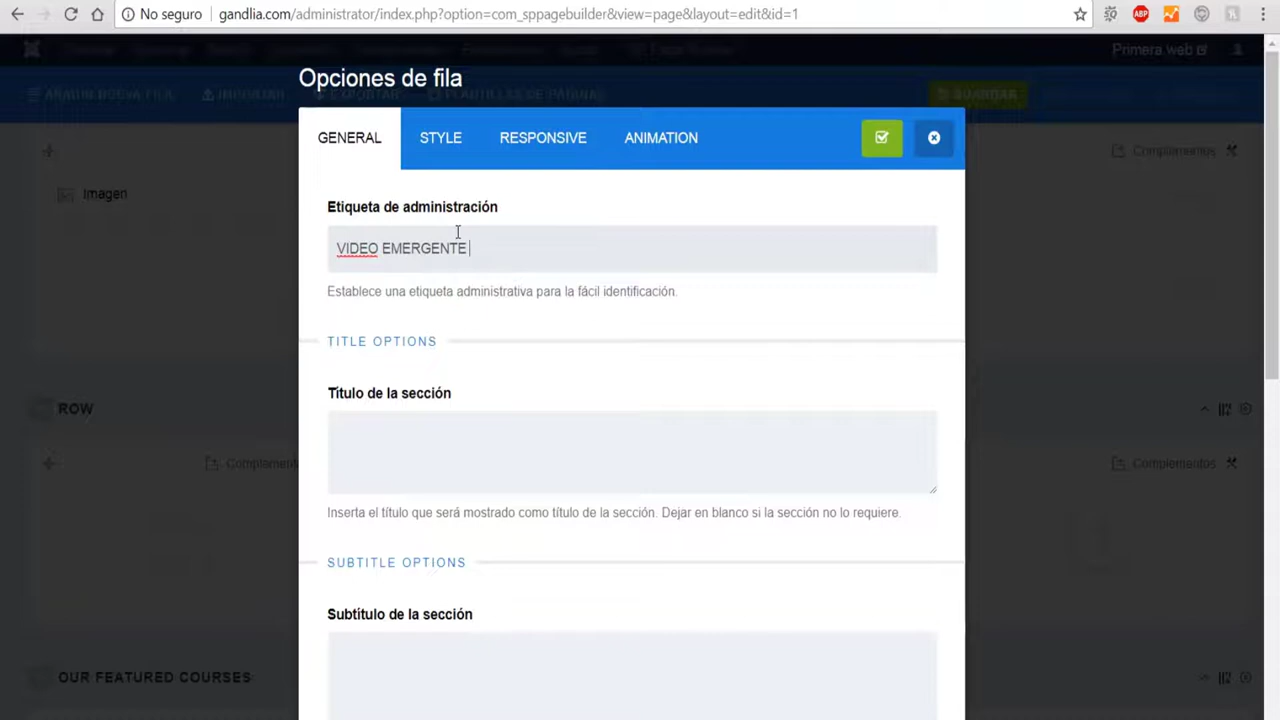 No seguro
gandlia.com/administrator/index.php?option=com_sppagebuilder&view=page&layout=edit&id=1
Primera web
Opciones de fila
AÑADIR NUEVA FILA
IMPORTAR
EXPORTAR
PLANTILLAS DE PÁGINAS
GUARDAR
GENERAL
STYLE
RESPONSIVE
ANIMATION
Complementos
Imagen
Etiqueta de administración
VIDEO EMERGENTE
Establece una etiqueta administrativa para la fácil identificación.
TITLE OPTIONS
Título de la sección
ROW
Complemento
Complementos
Inserta el título que será mostrado como título de la sección. Dejar en blanco si la sección no lo requiere.
SUBTITLE OPTIONS
Subtítulo de la sección
OUR FEATURED COURSES